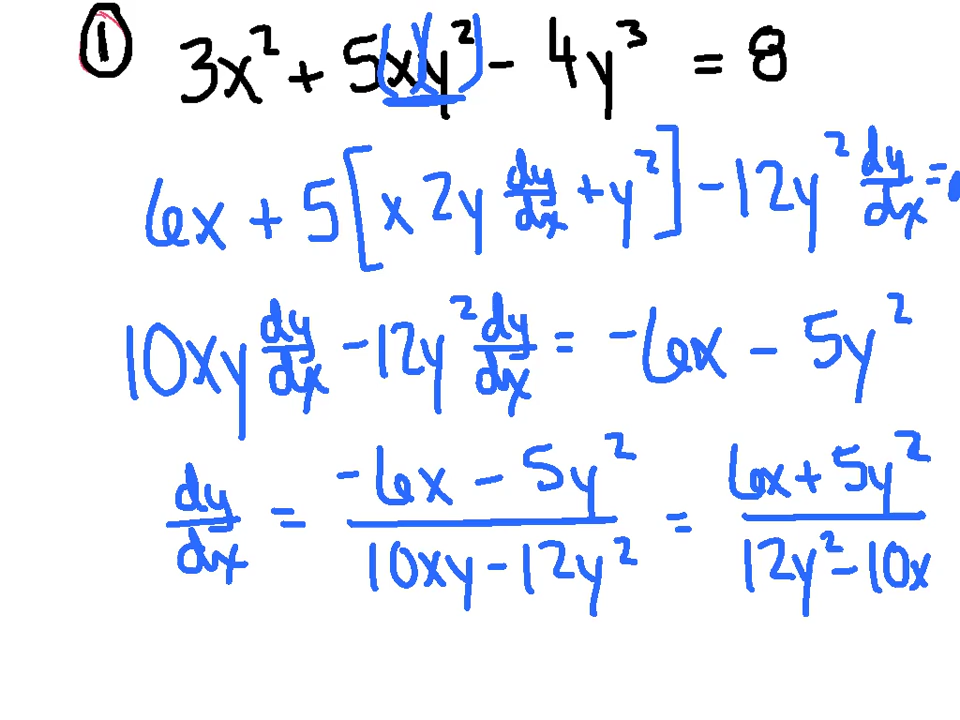 ① 3x² + 5xy² - 4y³ = 8
6x + 5[x 2y dy/dx + y²] - 12y² dy/dx =
10xy dy/dx - 12y² dy/dx = -6x - 5y²
dy/dx = (-6x - 5y²)/(10xy - 12y²) = (6x + 5y²)/(12y² - 10x